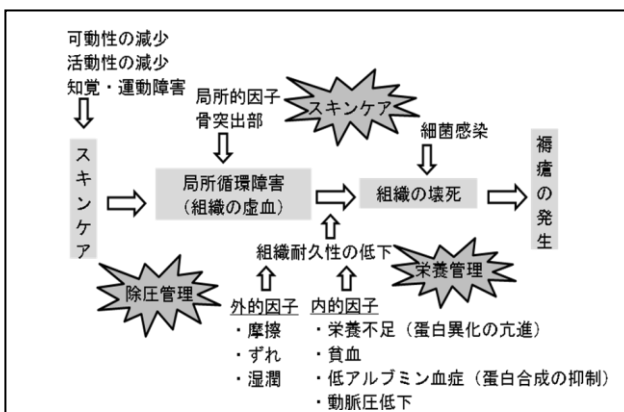 可動性の減少
活動性の減少
知覚・運動障害
局所的因子
骨突出部
スキンケア
細菌感染
スキンケア
局所循環障害
(組織の虚血)
組織の壊死
褥瘡の発生
組織耐久性の低下
除圧管理
栄養管理
外的因子
・摩擦
・ずれ
・湿潤
内的因子
・栄養不足(蛋白異化の亢進)
・貧血
・低アルブミン血症(蛋白合成の抑制)
・動脈圧低下